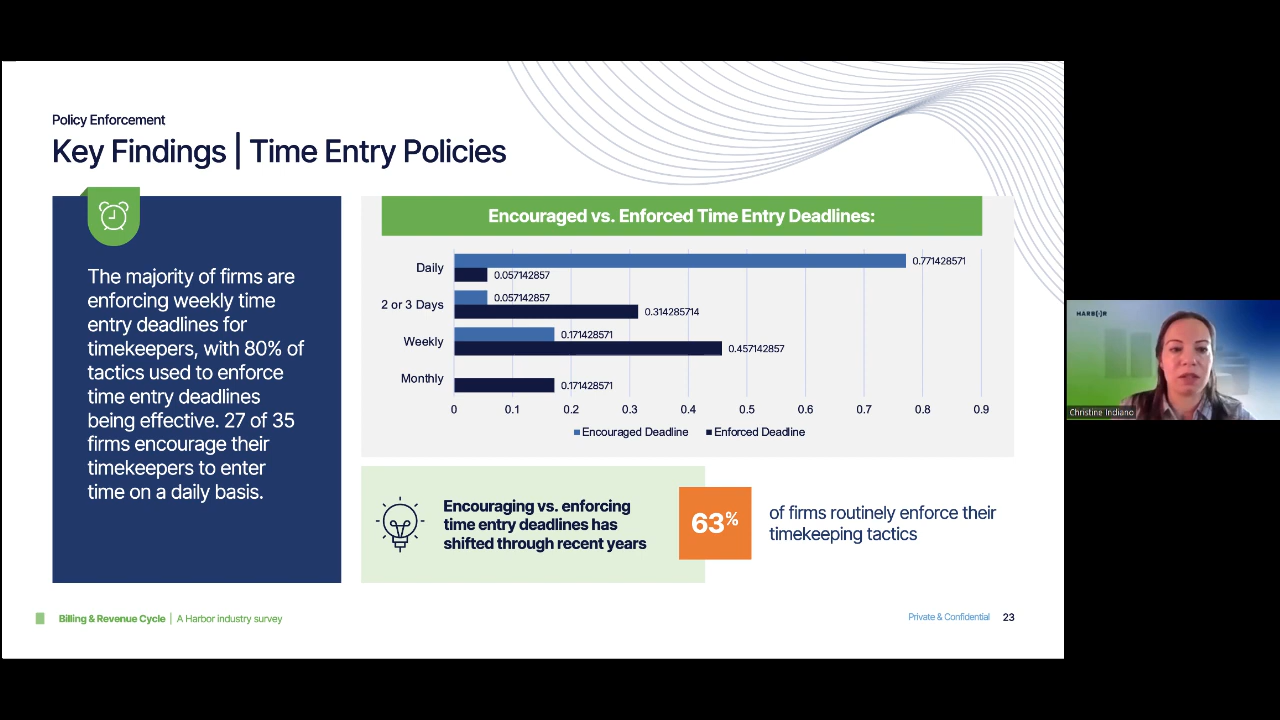 Policy Enforcement
Key Findings | Time Entry Policies
The majority of firms are
enforcing weekly time
entry deadlines for
timekeepers, with 80% of
tactics used to enforce
time entry deadlines
being effective. 27 of 35
firms encourage their
timekeepers to enter
time on a daily basis.
Encouraged vs. Enforced Time Entry Deadlines:
Daily
0.771428571
0.057142857
2 or 3 Days
0.057142857
0.314285714
Weekly
0.171428571
0.457142857
Monthly
0.171428571
0 0.1 0.2 0.3 0.4 0.5 0.6 0.7 0.8 0.9
Encouraged Deadline Enforced Deadline
Encouraging vs. enforcing
time entry deadlines has
shifted through recent years
63%
of firms routinely enforce their
timekeeping tactics
Billing & Revenue Cycle | A Harbor industry survey
Private & Confidential 23
HARB(·)R
Christine Indiano